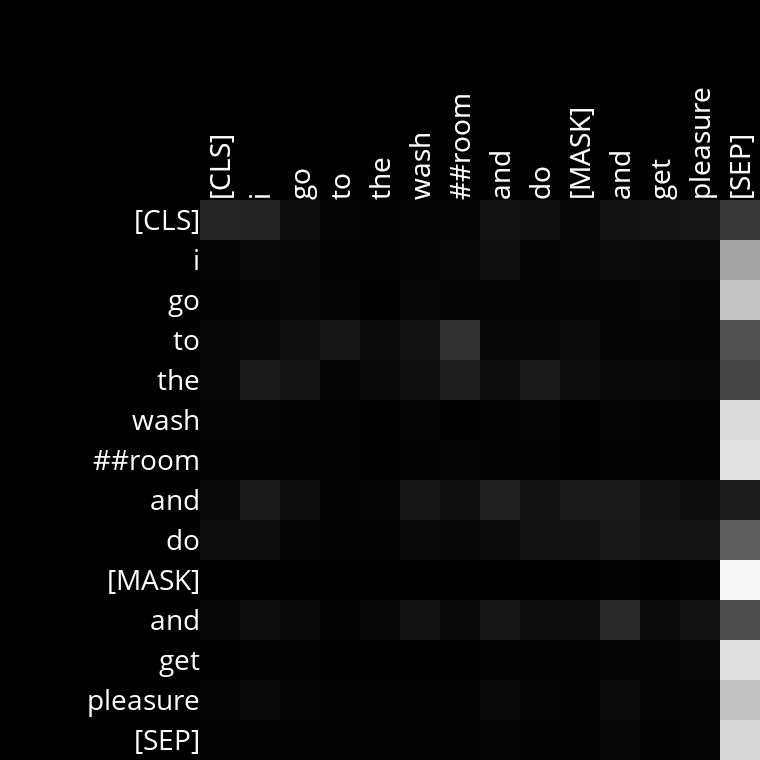 [CLS]
i
go
to
the
wash
##room
and
do
[MASK]
and
get
pleasure
[SEP]
[CLS]
i
go
to
the
wash
##room
and
do
[MASK]
and
get
pleasure
[SEP]